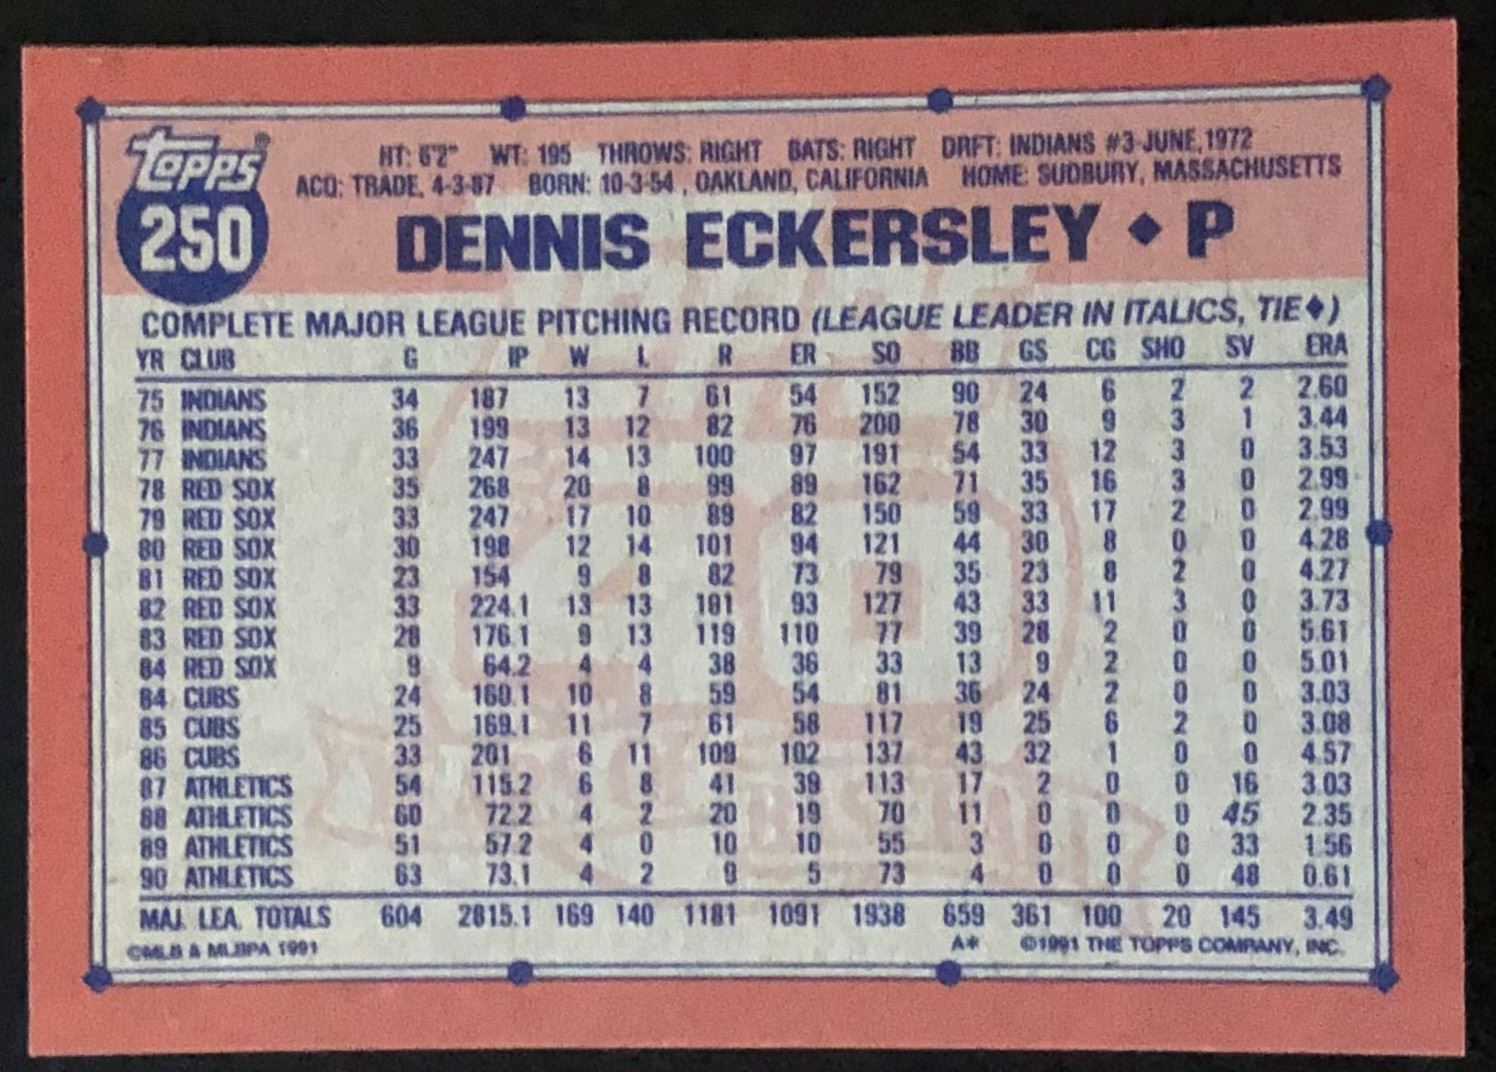 Topps®
250
HT: 6'2" WT: 195 THROWS: RIGHT BATS: RIGHT DRFT: INDIANS #3-JUNE, 1972
ACQ: TRADE, 4-3-87 BORN: 10-3-54, OAKLAND, CALIFORNIA HOME: SUDBURY, MASSACHUSETTS
DENNIS ECKERSLEY ♦ P
COMPLETE MAJOR LEAGUE PITCHING RECORD (LEAGUE LEADER IN ITALICS, TIE♦)
YR CLUB G IP W L R ER SO BB GS CG SHO SV ERA
75 INDIANS 34 187 13 7 61 54 152 90 24 6 2 2 2.60
76 INDIANS 36 199 13 12 82 76 200 78 30 9 3 1 3.44
77 INDIANS 33 247 14 13 100 97 191 54 33 12 3 0 3.53
78 RED SOX 35 268 20 8 99 89 162 71 35 16 3 0 2.99
79 RED SOX 33 247 17 10 89 82 150 59 33 17 2 0 2.99
80 RED SOX 30 198 12 14 101 94 121 44 30 8 0 0 4.28
81 RED SOX 23 154 9 8 82 73 79 35 23 8 2 0 4.27
82 RED SOX 33 224.1 13 13 101 93 127 43 33 11 3 0 3.73
83 RED SOX 28 176.1 9 13 119 110 77 39 28 2 0 0 5.61
84 RED SOX 9 64.2 4 4 38 36 33 13 9 2 0 0 5.01
84 CUBS 24 160.1 10 8 59 54 81 36 24 2 0 0 3.03
85 CUBS 25 169.1 11 7 61 58 117 19 25 6 2 0 3.08
86 CUBS 33 201 6 11 109 102 137 43 32 1 0 0 4.57
87 ATHLETICS 54 115.2 6 8 41 39 113 17 2 0 0 16 3.03
88 ATHLETICS 60 72.2 4 2 20 19 70 11 0 0 0 45 2.35
89 ATHLETICS 51 57.2 4 0 10 10 55 3 0 0 0 33 1.56
90 ATHLETICS 63 73.1 4 2 9 5 73 4 0 0 0 48 0.61
MAJ. LEA. TOTALS 604 2815.1 169 140 1181 1091 1938 659 361 100 20 145 3.49
©MLB & MLBPA 1991 A* ©1991 THE TOPPS COMPANY, INC.